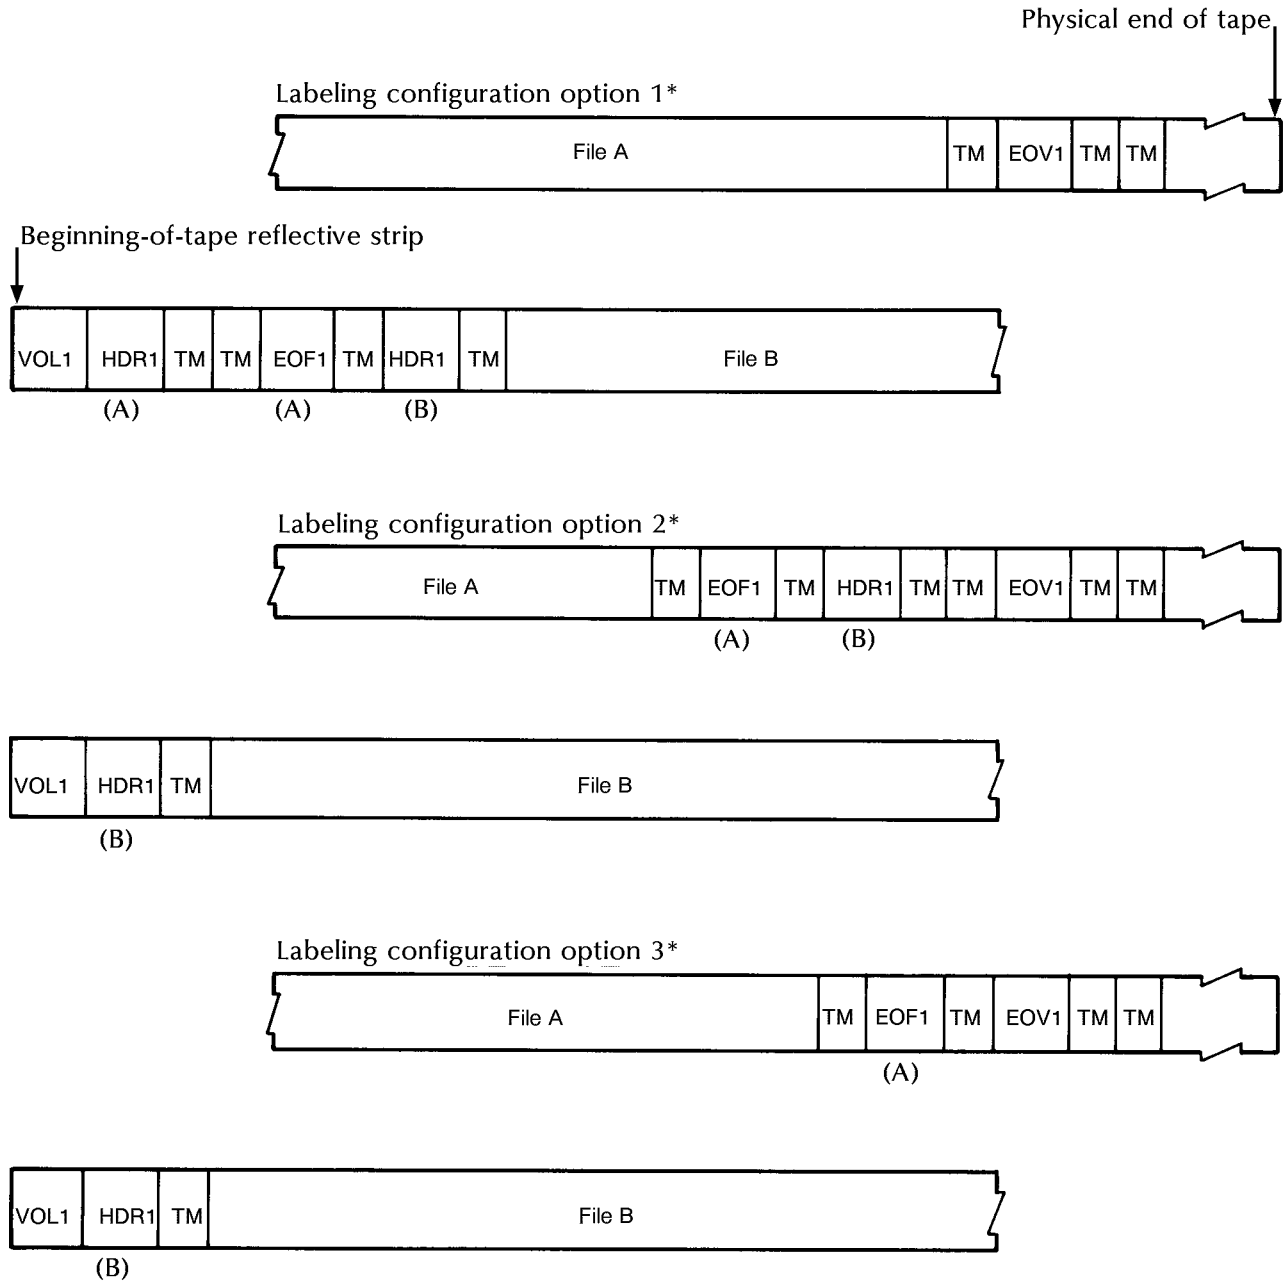 Physical end of tape
Labeling configuration option 1*
File A TM EOV1 TM TM
Beginning-of-tape reflective strip
VOL1 HDR1 TM TM EOF1 TM HDR1 TM File B
(A) (A) (B)
Labeling configuration option 2*
File A TM EOF1 TM HDR1 TM TM EOV1 TM TM
(A) (B)
VOL1 HDR1 TM File B
(B)
Labeling configuration option 3*
File A TM EOF1 TM EOV1 TM TM
(A)
VOL1 HDR1 TM File B
(B)